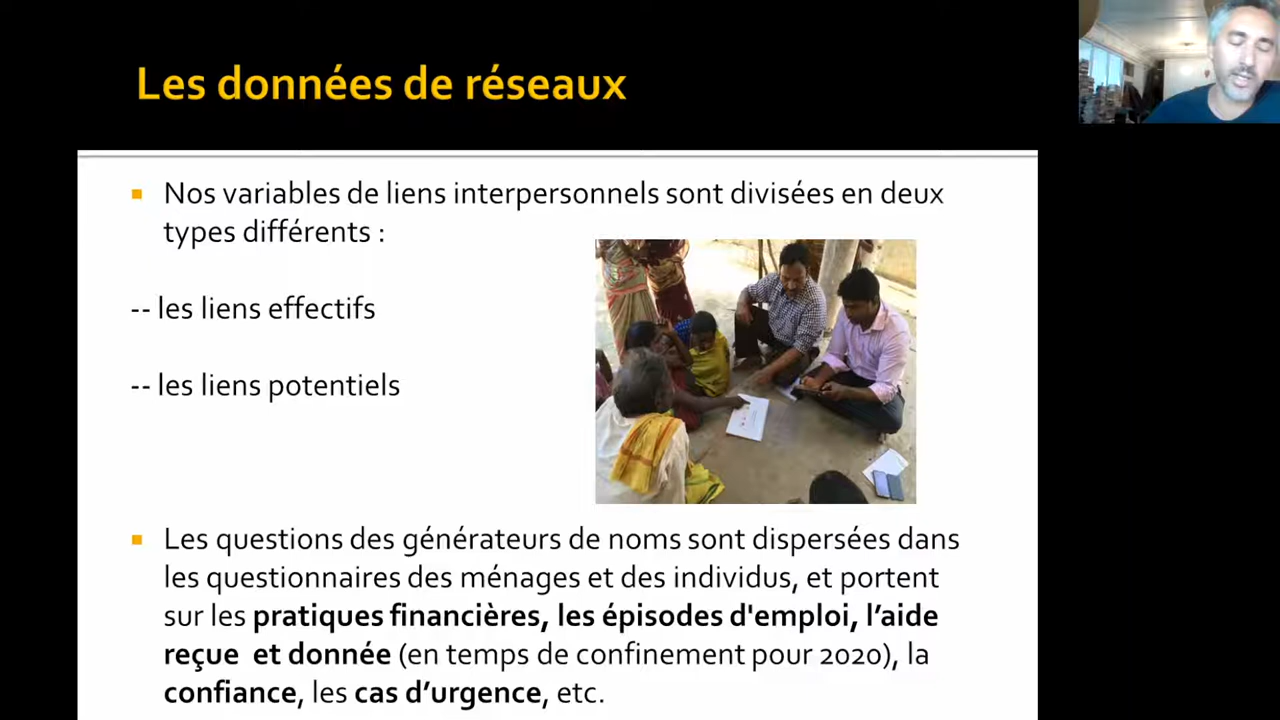 Les données de réseaux
Nos variables de liens interpersonnels sont divisées en deux
types différents :
-- les liens effectifs
-- les liens potentiels
Les questions des générateurs de noms sont dispersées dans
les questionnaires des ménages et des individus, et portent
sur les pratiques financières, les épisodes d'emploi, l’aide
reçue et donnée (en temps de confinement pour 2020), la
confiance, les cas d’urgence, etc.